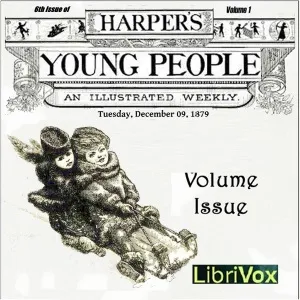 6th Issue of Volume 1
HARPER'S
YOUNG PEOPLE
AN ILLUSTRATED WEEKLY.
Tuesday, December 09, 1879
Volume
Issue
LibriVox